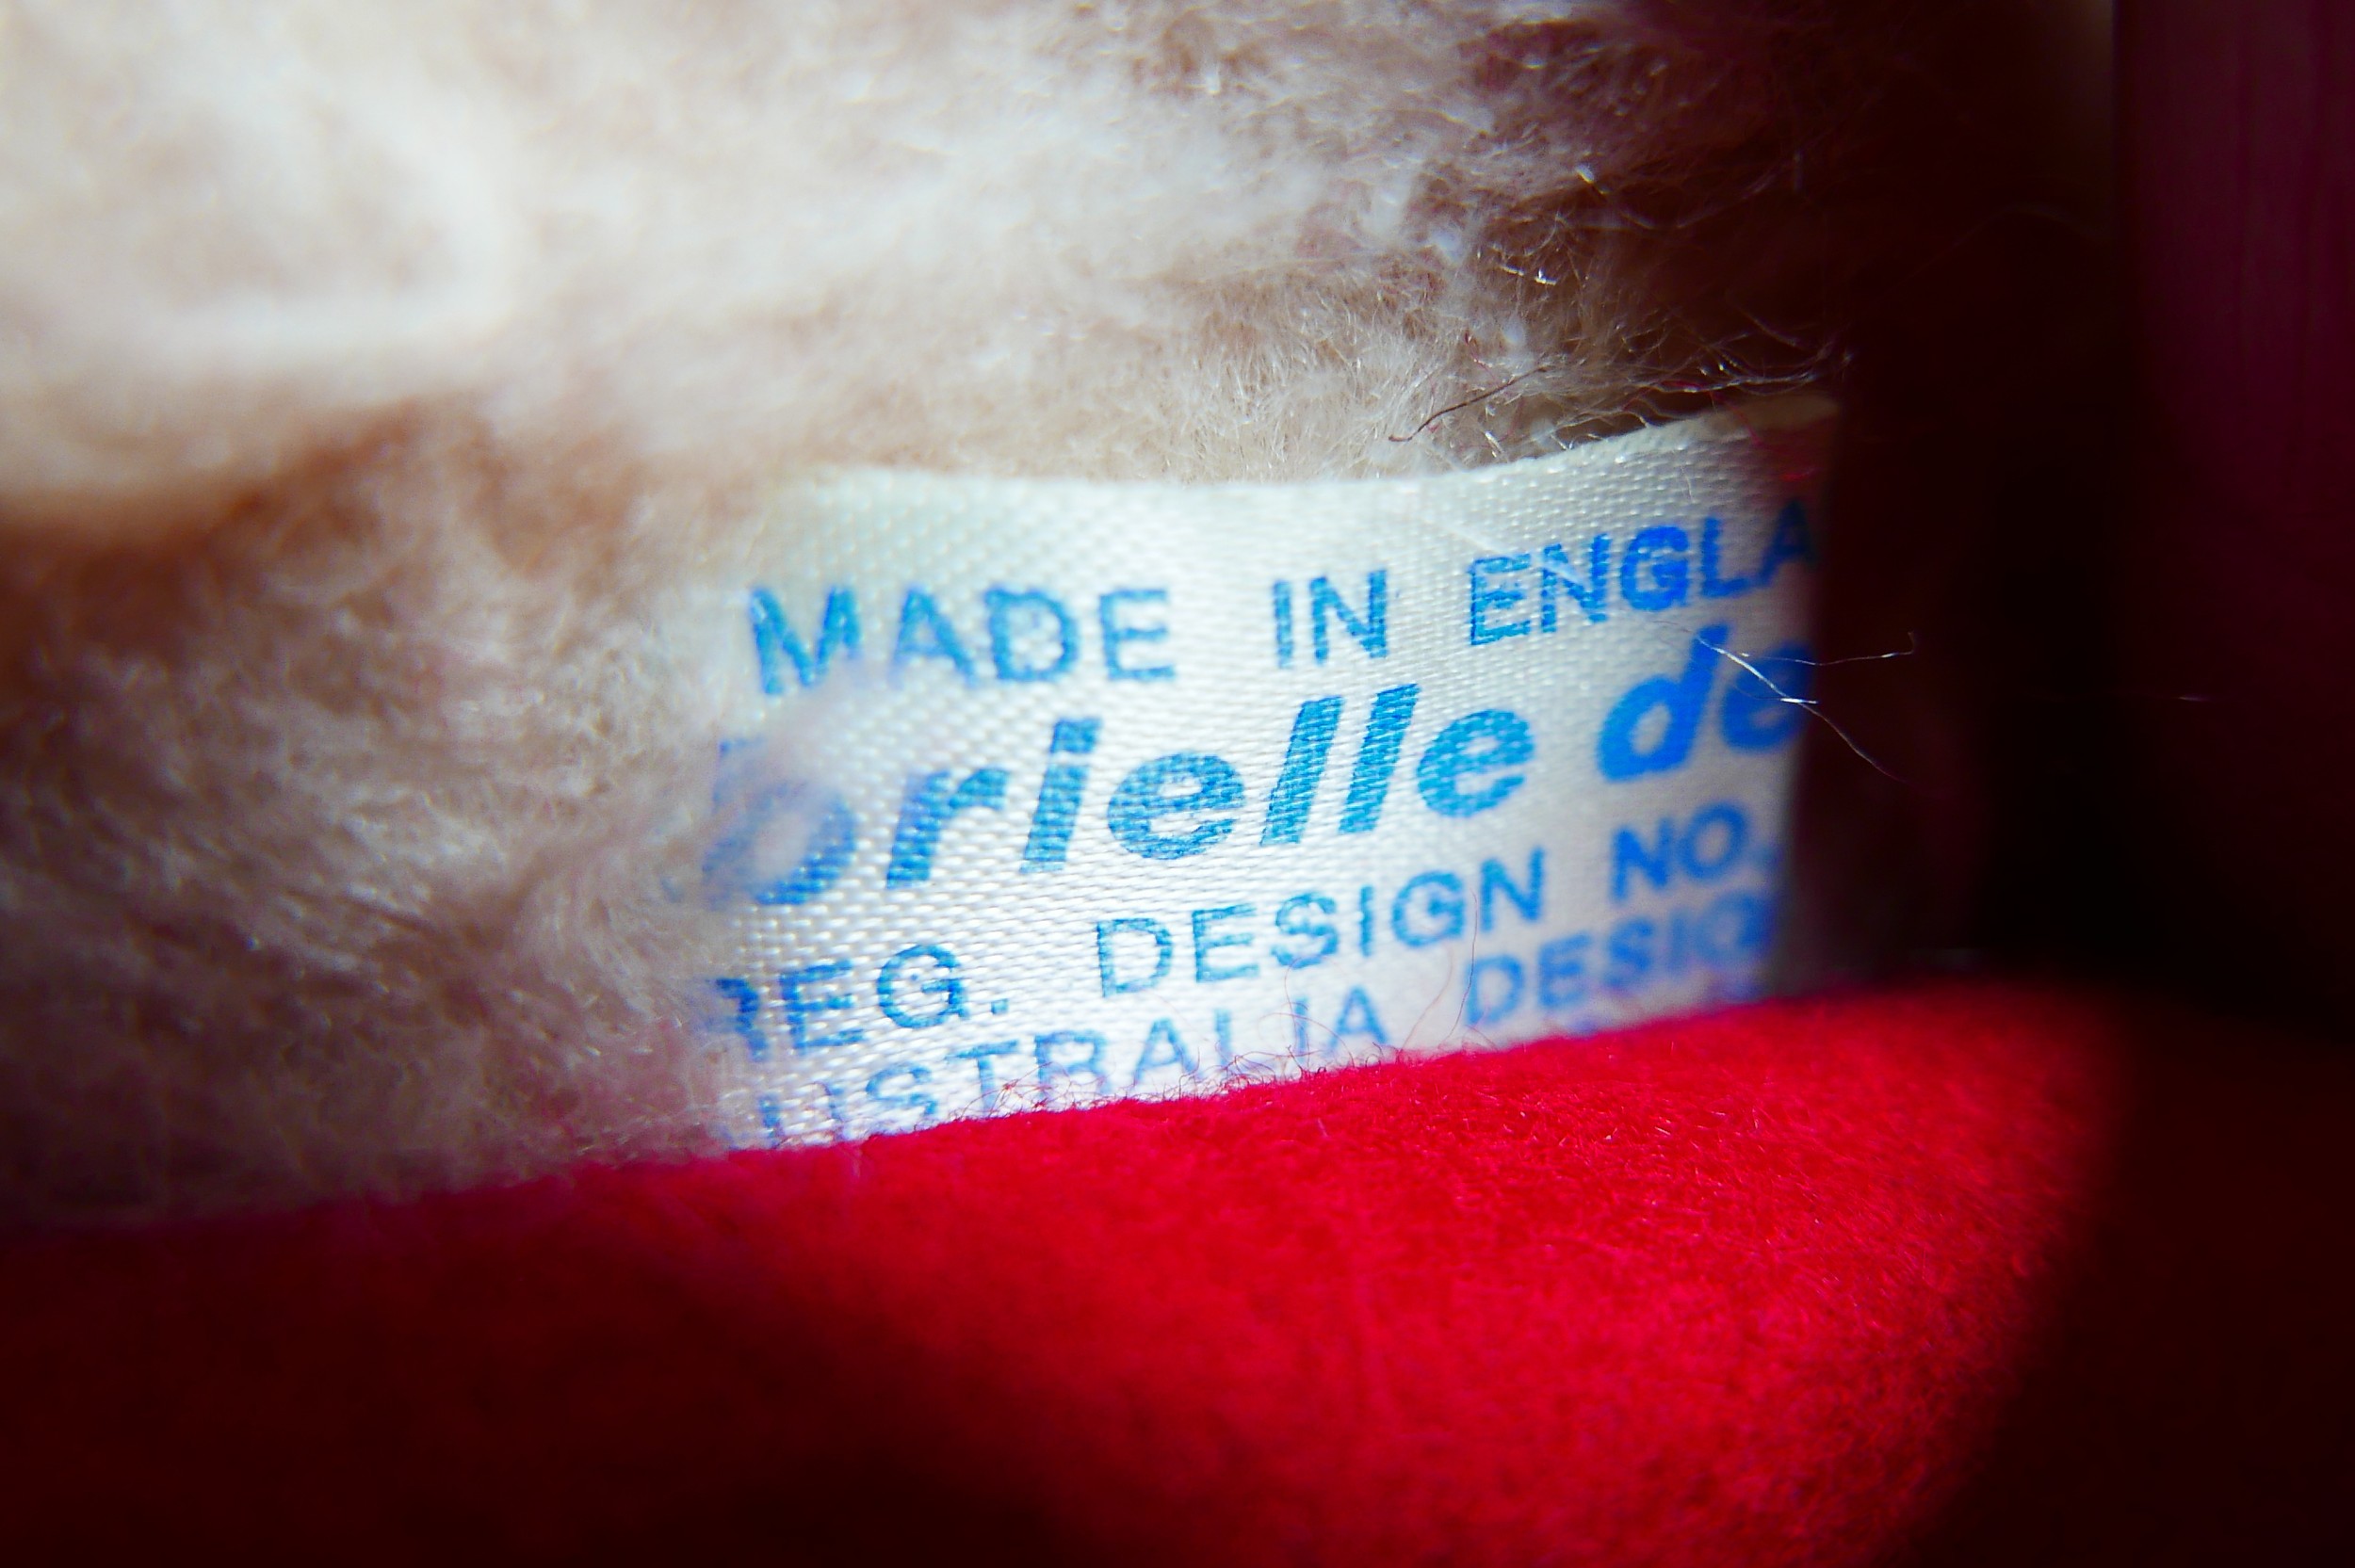 MADE IN ENGLA
brielle de
REG. DESIGN NO.
USTRALIA DESIG